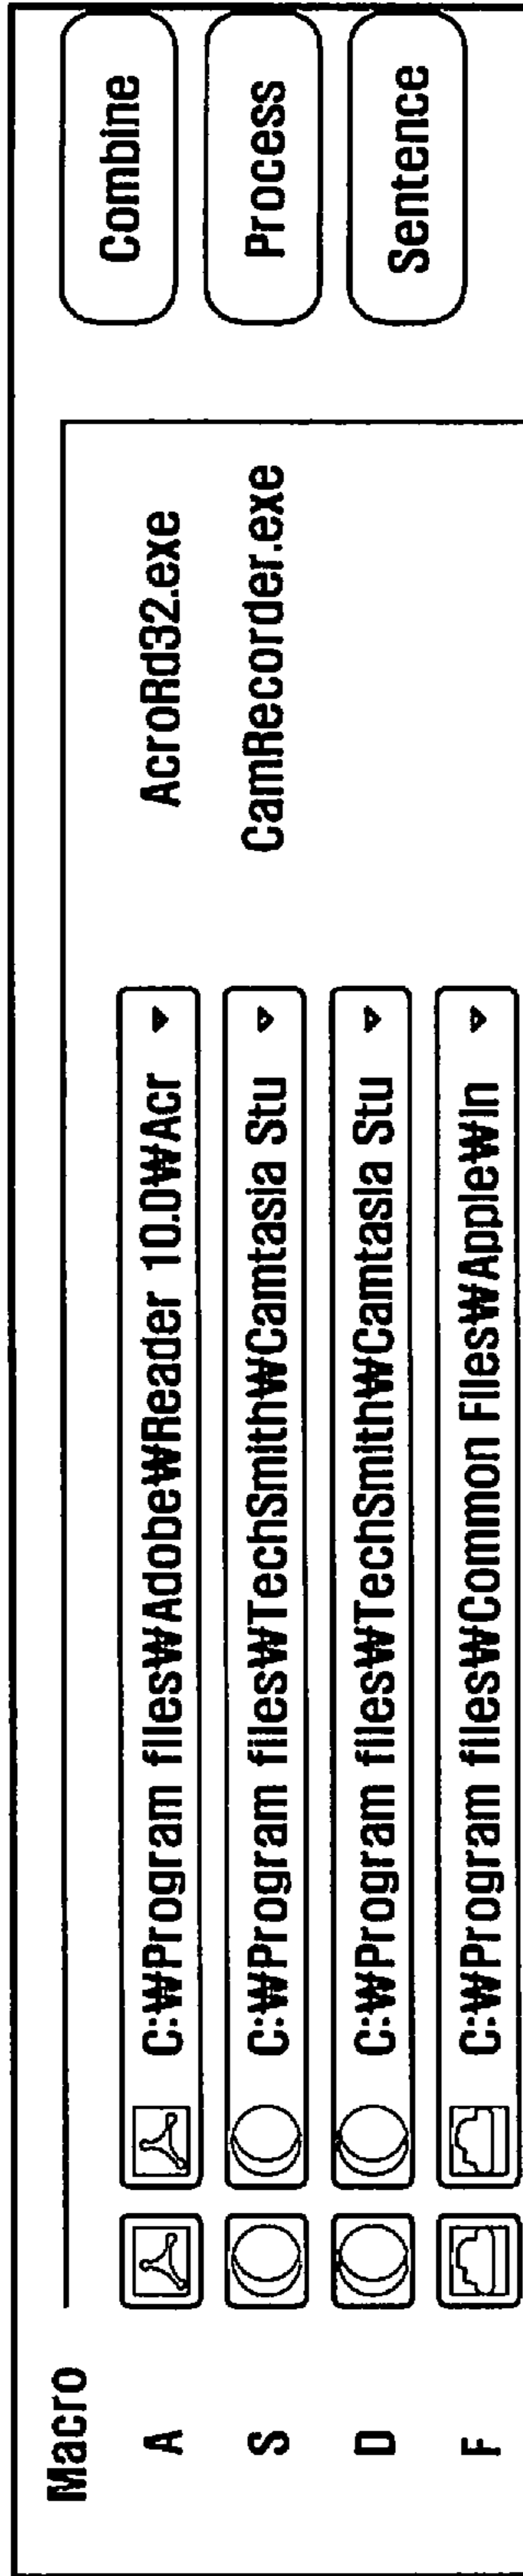 Macro
A C:₩Program files₩Adobe₩Reader 10.0₩Acr AcroRd32.exe Combine
S C:₩Program files₩TechSmith₩Camtasia Stu CamRecorder.exe Process
D C:₩Program files₩TechSmith₩Camtasia Stu Sentence
F C:₩Program files₩Common Files₩Apple₩In